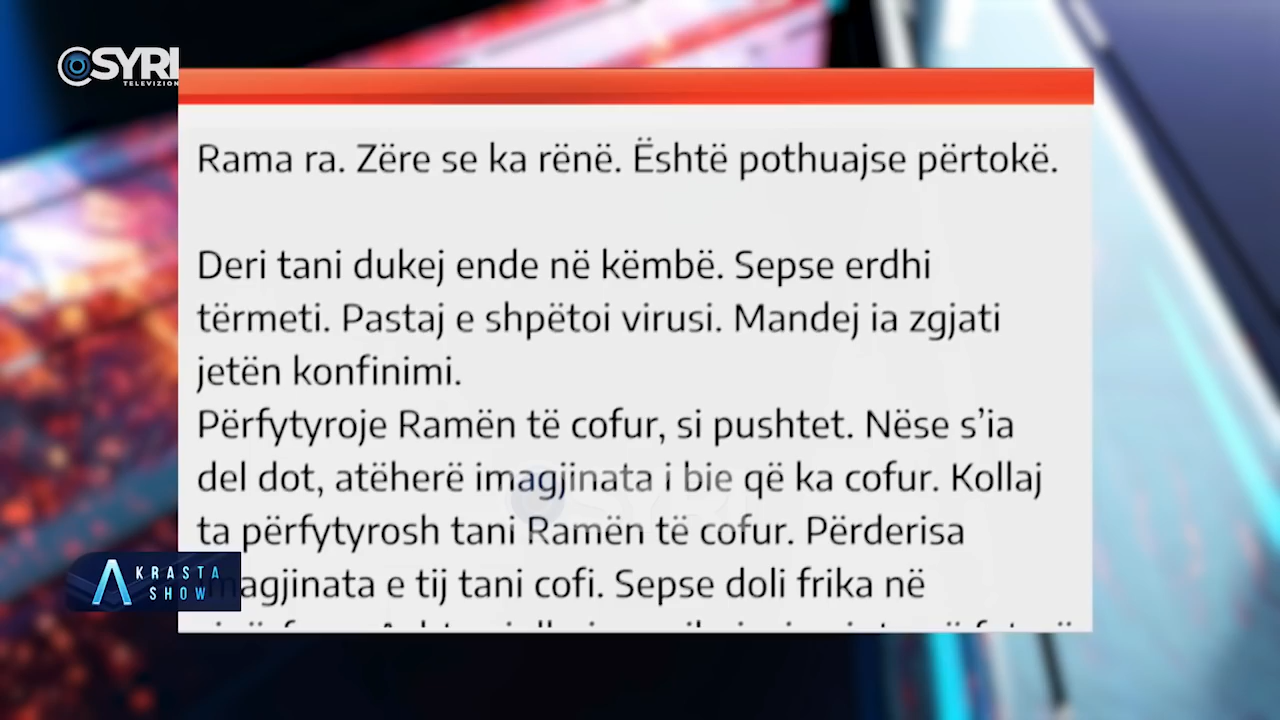 SYRI
TELEVIZION
Rama ra. Zëre se ka rënë. Është pothuajse përtokë.
Deri tani dukej ende në këmbë. Sepse erdhi
tërmeti. Pastaj e shpëtoi virusi. Mandej ia zgjati
jetën konfinimi.
Përfytyroje Ramën të cofur, si pushtet. Nëse s’ia
del dot, atëherë imagjinata i bie që ka cofur. Kollaj
ta përfytyrosh tani Ramën të cofur. Përderisa
magjinata e tij tani cofi. Sepse doli frika në
KRASTA
SHOW